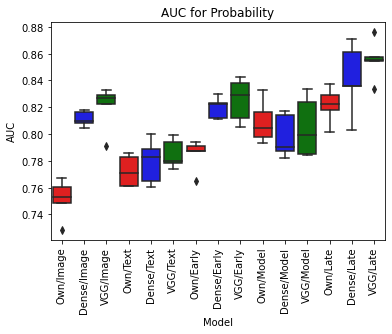 AUC for Probability
0.88
0.86
0.84
0.82
0.80
0.78
0.76
0.74
AUC
Own/Image
Dense/Image
VGG/Image
Own/Text
Dense/Text
VGG/Text
Own/Early
Dense/Early
VGG/Early
Own/Model
Dense/Model
VGG/Model
Own/Late
Dense/Late
VGG/Late
Model